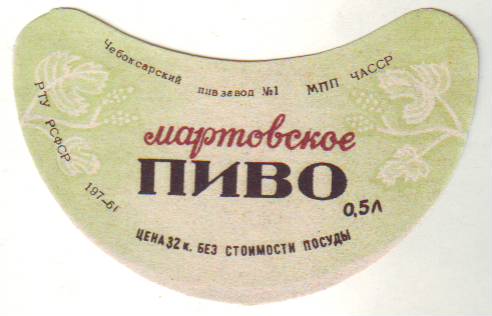 Чебоксарский пивзавод №1 МПП ЧАССР
РТУ РСФСР 197-61
мартовское
ПИВО
0,5Л
ЦЕНА 32 К. БЕЗ СТОИМОСТИ ПОСУДЫ